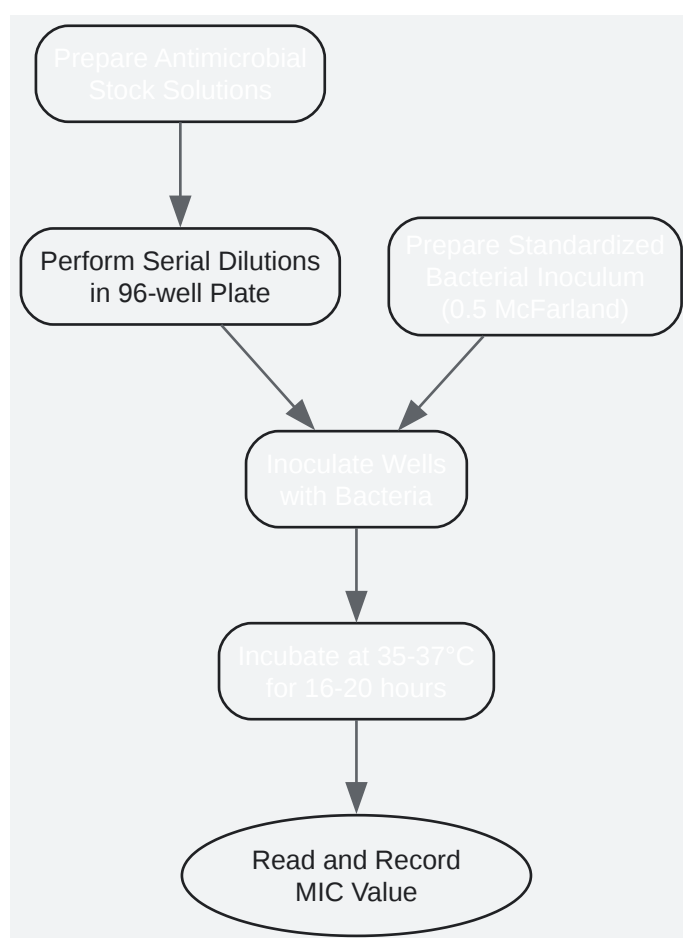 Prepare Antimicrobial
Stock Solutions
Perform Serial Dilutions
in 96-well Plate
Prepare Standardized
Bacterial Inoculum
(0.5 McFarland)
Inoculate Wells
with Bacteria
Incubate at 35-37°C
for 16-20 hours
Read and Record
MIC Value